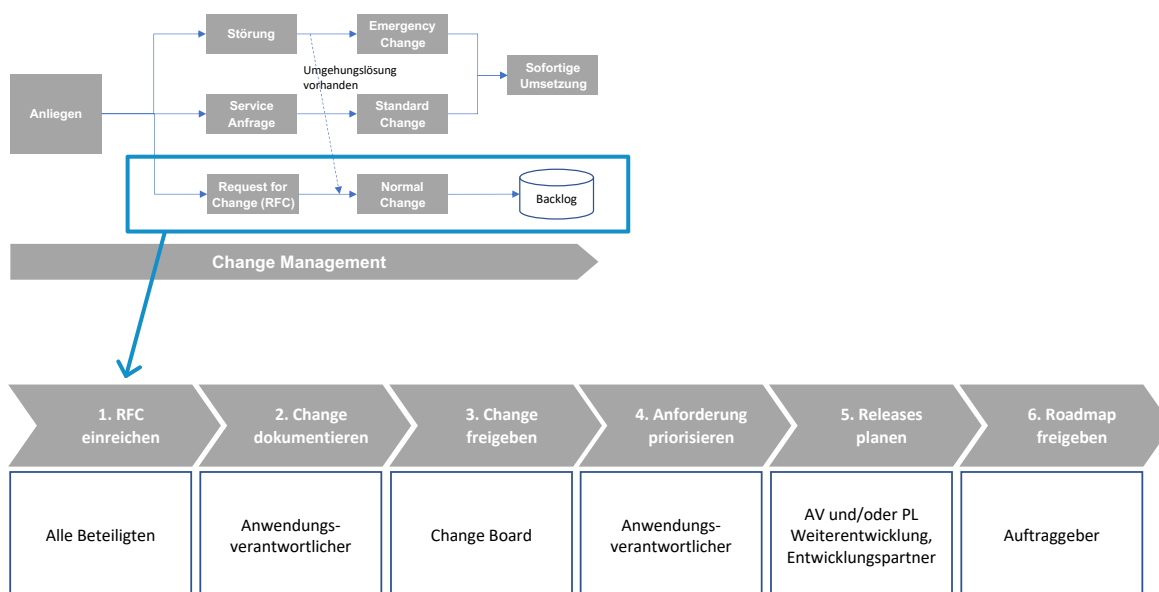 Störung
Emergency
Change
Umgehungslösung
vorhanden
Sofortige
Umsetzung
Anliegen
Service
Anfrage
Standard
Change
Request for
Change (RFC)
Normal
Change
Backlog
Change Management
1. RFC
einreichen
2. Change
dokumentieren
3. Change
freigeben
4. Anforderung
priorisieren
5. Releases
planen
6. Roadmap
freigeben
Alle Beteiligten
Anwendungs-
verantwortlicher
Change Board
Anwendungs-
verantwortlicher
AV und/oder PL
Weiterentwicklung,
Entwicklungspartner
Auftraggeber